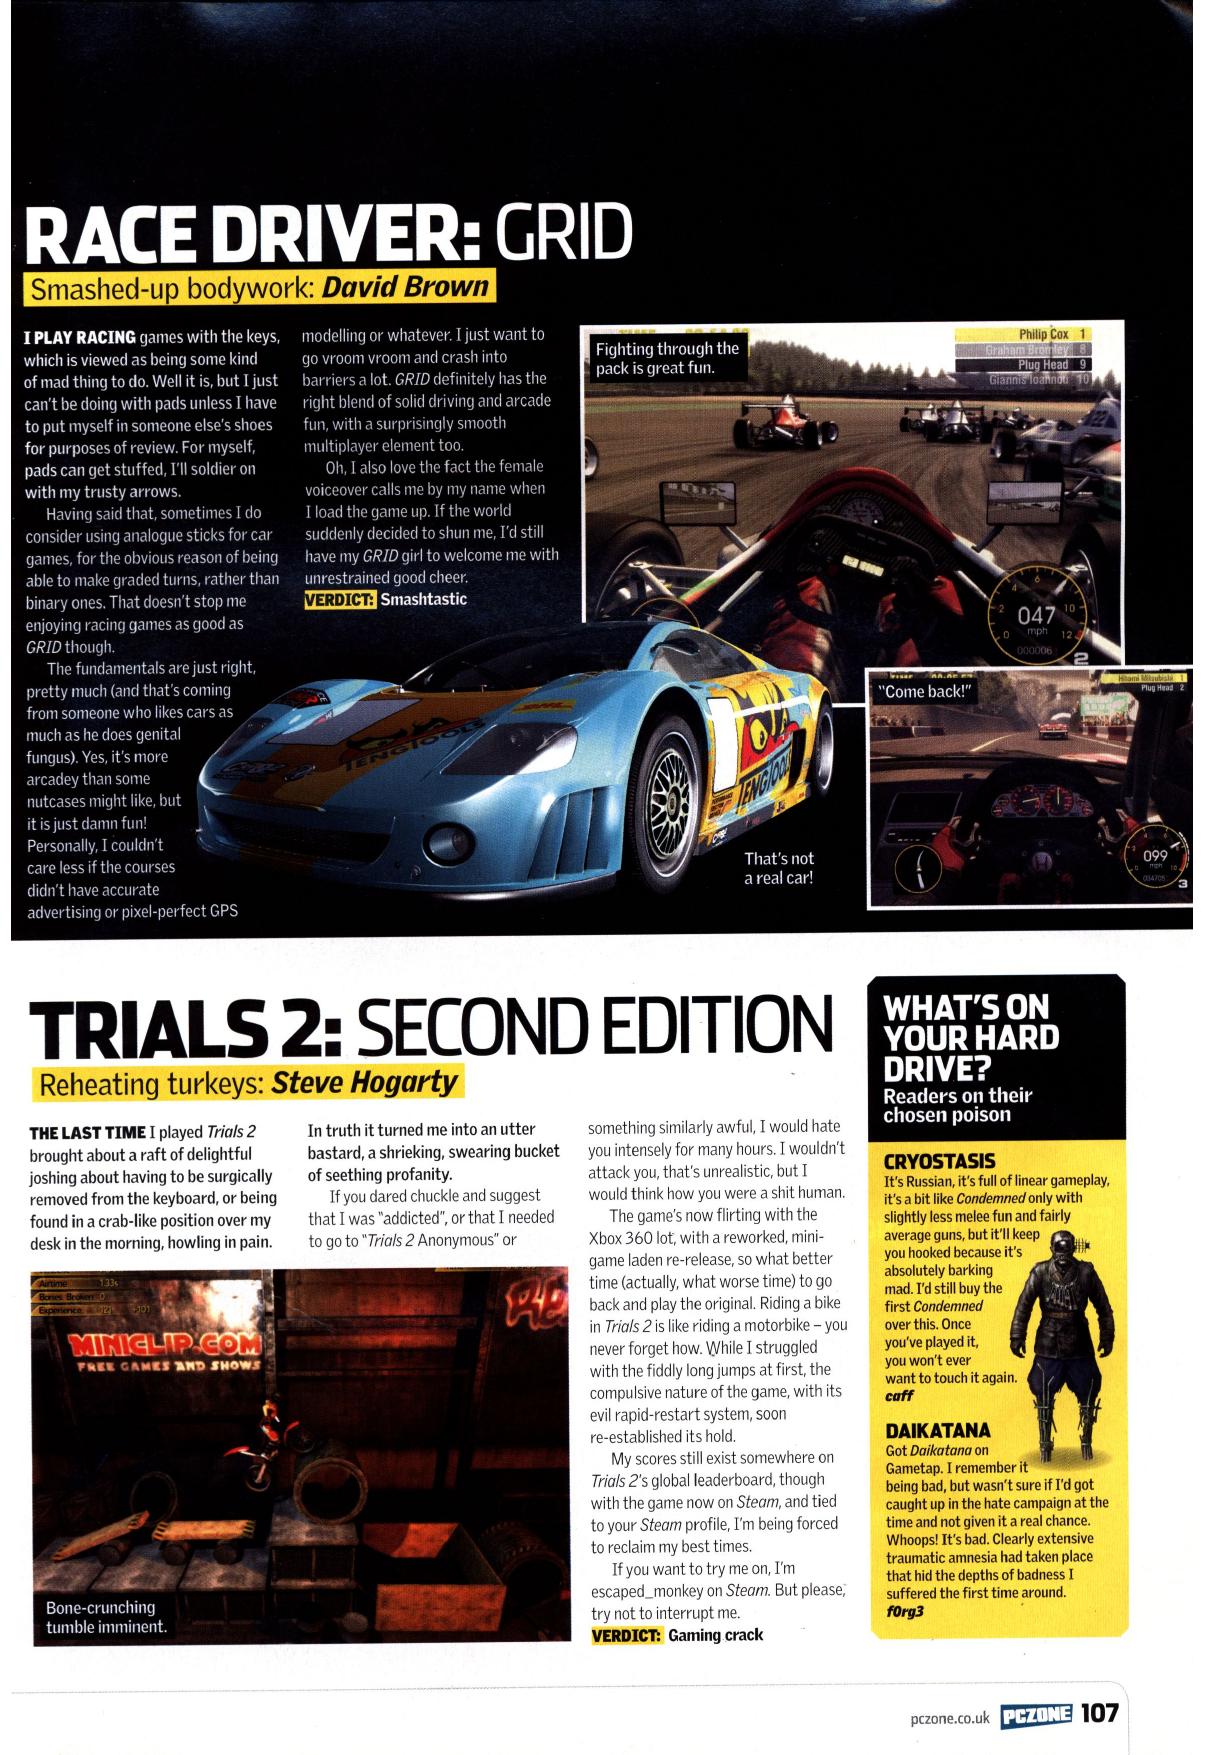 RACE DRIVER: GRID
Smashed-up bodywork: David Brown
I PLAY RACING games with the keys,
which is viewed as being some kind
of mad thing to do. Well it is, but I just
can't be doing with pads unless I have
to put myself in someone else's shoes
for purposes of review. For myself,
pads can get stuffed, I'll soldier on
with my trusty arrows.
Having said that, sometimes I do
consider using analogue sticks for car
games, for the obvious reason of being
able to make graded turns, rather than
binary ones. That doesn't stop me
enjoying racing games as good as
GRID though.
The fundamentals are just right,
pretty much (and that's coming
from someone who likes cars as
much as he does genital
fungus). Yes, it's more
arcadey than some
nutcases might like, but
it is just damn fun!
Personally, I couldn't
care less if the courses
didn't have accurate
advertising or pixel-perfect GPS
modelling or whatever. I just want to
go vroom vroom and crash into
barriers a lot. GRID definitely has the
right blend of solid driving and arcade
fun, with a surprisingly smooth
multiplayer element too.
Oh, I also love the fact the female
voiceover calls me by my name when
I load the game up. If the world
suddenly decided to shun me, I'd still
have my GRID girl to welcome me with
unrestrained good cheer.
VERDICT: Smashtastic
Fighting through the
pack is great fun.
Philip Cox 1
Graham Bromley 8
Plug Head 9
Giannis Ioannou 10
2 4 6 10
0 12
047
mph
000006
2
"Come back!"
Hitomi Mitsubishi 1
Plug Head 2
099
mph
3
TENGTOOLS
DHL
TENGTOOLS
That's not
a real car!
TRIALS 2: SECOND EDITION
Reheating turkeys: Steve Hogarty
THE LAST TIME I played Trials 2
brought about a raft of delightful
joshing about having to be surgically
removed from the keyboard, or being
found in a crab-like position over my
desk in the morning, howling in pain.
In truth it turned me into an utter
bastard, a shrieking, swearing bucket
of seething profanity.
If you dared chuckle and suggest
that I was "addicted", or that I needed
to go to "Trials 2 Anonymous" or
something similarly awful, I would hate
you intensely for many hours. I wouldn't
attack you, that's unrealistic, but I
would think how you were a shit human.
The game's now flirting with the
Xbox 360 lot, with a reworked, mini-
game laden re-release, so what better
time (actually, what worse time) to go
back and play the original. Riding a bike
in Trials 2 is like riding a motorbike – you
never forget how. While I struggled
with the fiddly long jumps at first, the
compulsive nature of the game, with its
evil rapid-restart system, soon
re-established its hold.
My scores still exist somewhere on
Trials 2's global leaderboard, though
with the game now on Steam, and tied
to your Steam profile, I'm being forced
to reclaim my best times.
If you want to try me on, I'm
escaped_monkey on Steam. But please,
try not to interrupt me.
VERDICT: Gaming crack
Airtime 1.33s
Bones Broken 0
Experience
MINICLIP.COM
FREE GAMES AND SHOWS
Bone-crunching
tumble imminent.
WHAT'S ON
YOUR HARD
DRIVE?
Readers on their
chosen poison
CRYOSTASIS
It's Russian, it's full of linear gameplay,
it's a bit like Condemned only with
slightly less melee fun and fairly
average guns, but it'll keep
you hooked because it's
absolutely barking
mad. I'd still buy the
first Condemned
over this. Once
you've played it,
you won't ever
want to touch it again.
caff
DAIKATANA
Got Daikatana on
Gametap. I remember it
being bad, but wasn't sure if I'd got
caught up in the hate campaign at the
time and not given it a real chance.
Whoops! It's bad. Clearly extensive
traumatic amnesia had taken place
that hid the depths of badness I
suffered the first time around.
f0rg3
pczone.co.uk PCZONE 107